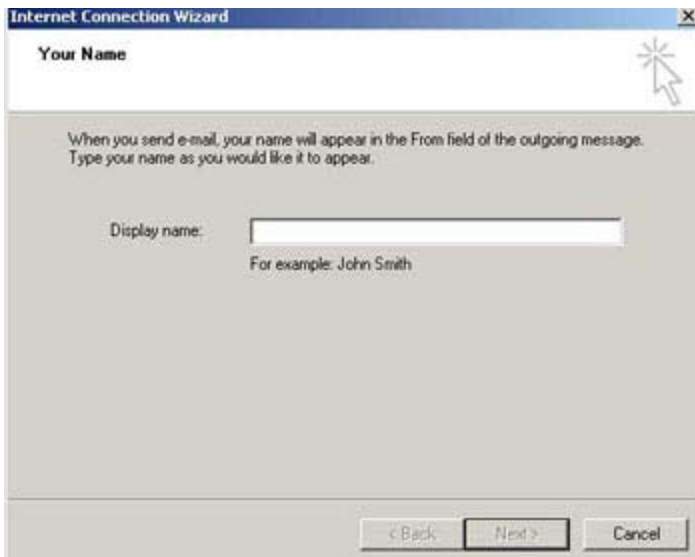 Internet Connection Wizard
Your Name
When you send e-mail, your name will appear in the From field of the outgoing message.
Type your name as you would like it to appear.
Display name:
For example: John Smith
< Back
Next >
Cancel